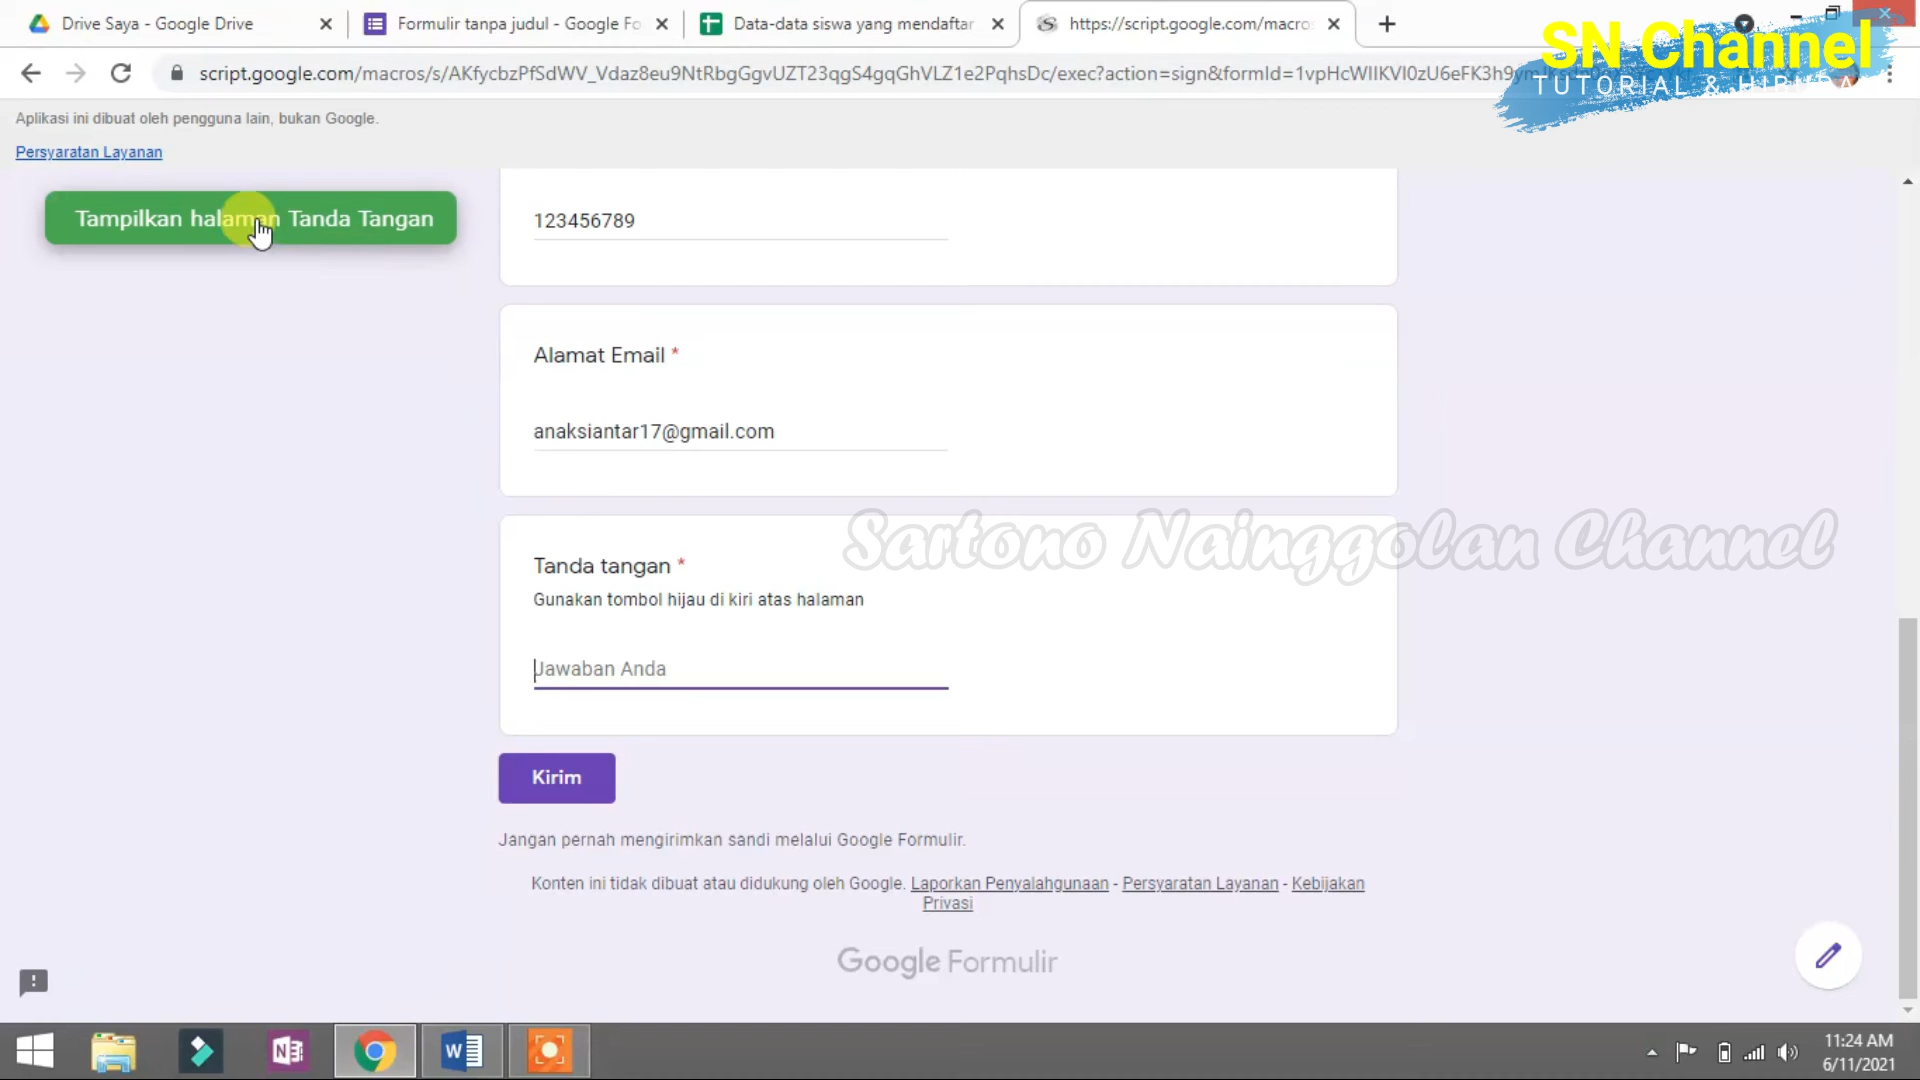 Drive Saya - Google Drive
Formulir tanpa judul - Google Fo
Data-data siswa yang mendaftar
https://script.google.com/macro
SN Channel
TUTORIAL & HIBURA
script.google.com/macros/s/AKfycbzPfSdWV_Vdaz8eu9NtRbgGgvUZT23qgS4gqGhVLZ1e2PqhsDc/exec?action=sign&formId=1vpHcWIIKVI0zU6eFK3h9
Aplikasi ini dibuat oleh pengguna lain, bukan Google.
Persyaratan Layanan
Tampilkan halaman Tanda Tangan
123456789
Alamat Email *
anaksiantar17@gmail.com
Sartono Nainggolan Channel
Tanda tangan *
Gunakan tombol hijau di kiri atas halaman
Jawaban Anda
Kirim
Jangan pernah mengirimkan sandi melalui Google Formulir.
Konten ini tidak dibuat atau didukung oleh Google. Laporkan Penyalahgunaan - Persyaratan Layanan - Kebijakan
Privasi
Google Formulir
11:24 AM
6/11/2021